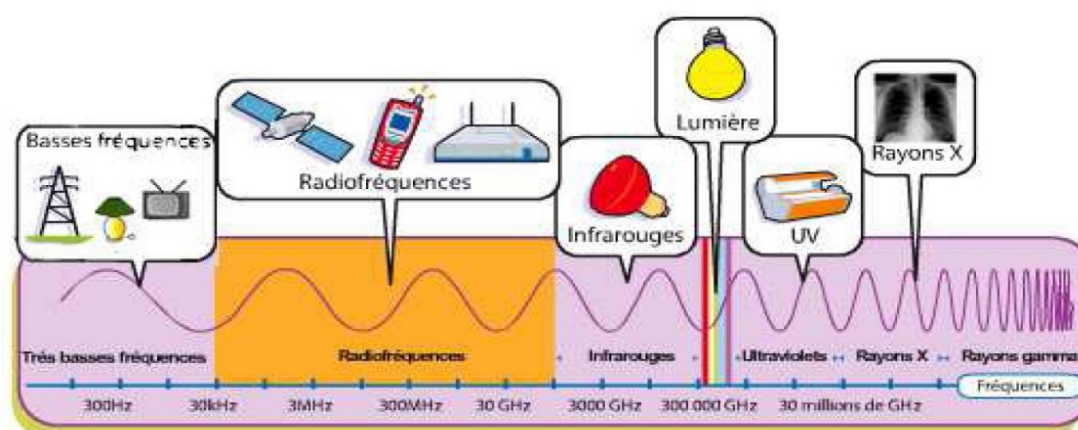 Basses fréquences
Radiofréquences
Infrarouges
Lumière
UV
Rayons X
Trés basses fréquences
Radiofréquences
Infrarouges
Ultraviolets
Rayons X
Rayons gamma
Fréquences
300Hz
30kHz
3MHz
300MHz
30 GHz
3000 GHz
300 000 GHz
30 millions de GHz